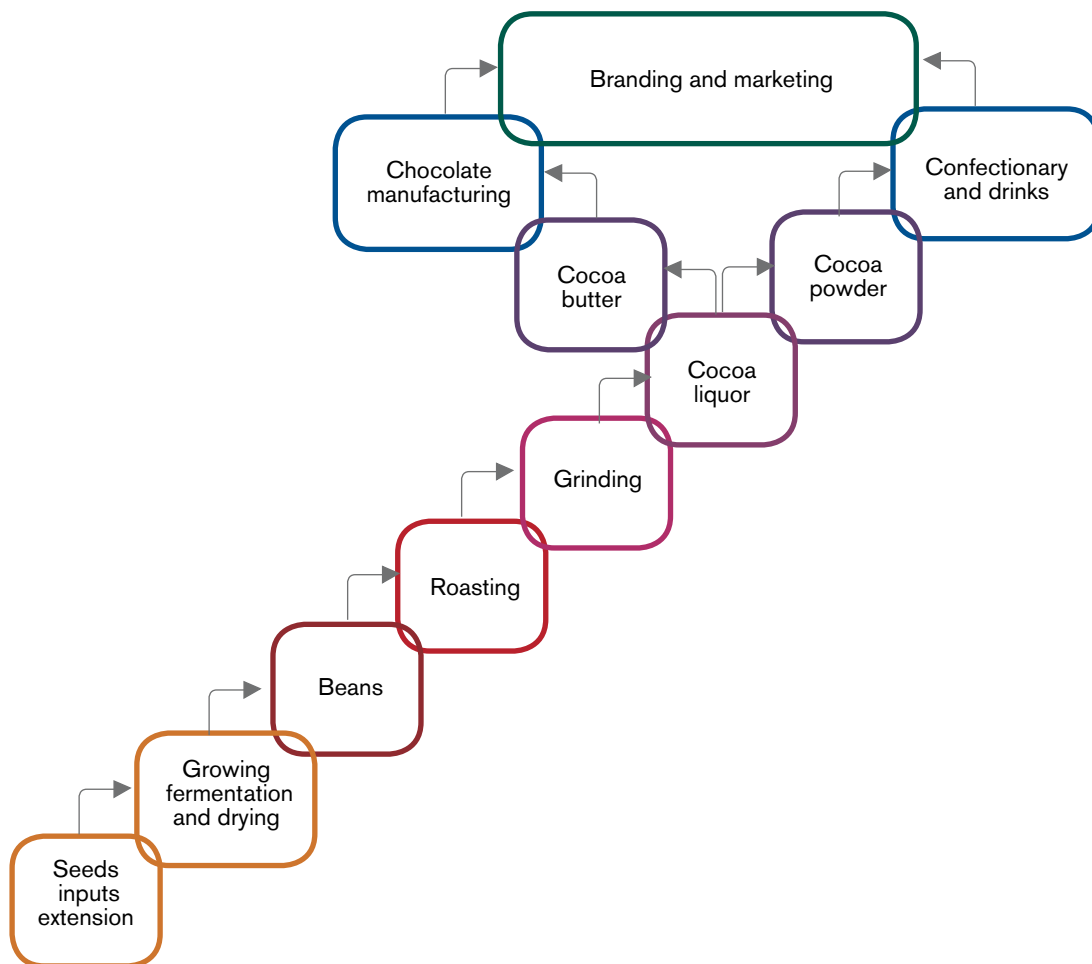 Branding and marketing
Chocolate
manufacturing
Confectionary
and drinks
Cocoa
butter
Cocoa
powder
Cocoa
liquor
Grinding
Roasting
Beans
Growing
fermentation
and drying
Seeds
inputs
extension